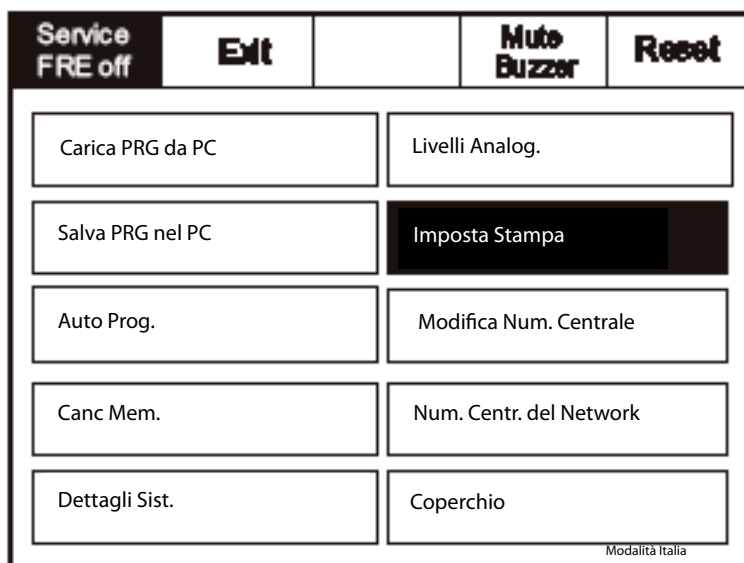 Service
FRE off
Exit
Mute
Buzzer
Reset
Carica PRG da PC
Livelli Analog.
Salva PRG nel PC
Imposta Stampa
Auto Prog.
Modifica Num. Centrale
Canc Mem.
Num. Centr. del Network
Dettagli Sist.
Coperchio
Modalità Italia